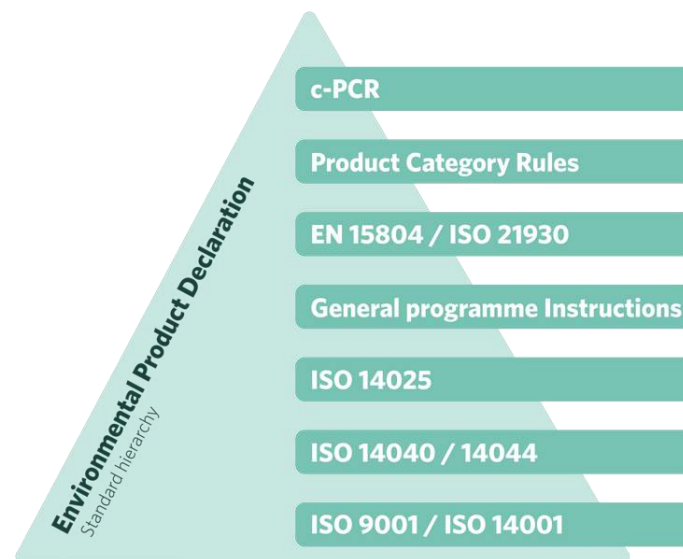 c-PCR
Product Category Rules
EN 15804 / ISO 21930
General programme Instructions
ISO 14025
ISO 14040 / 14044
ISO 9001 / ISO 14001
Environmental Product Declaration
Standard hierarchy